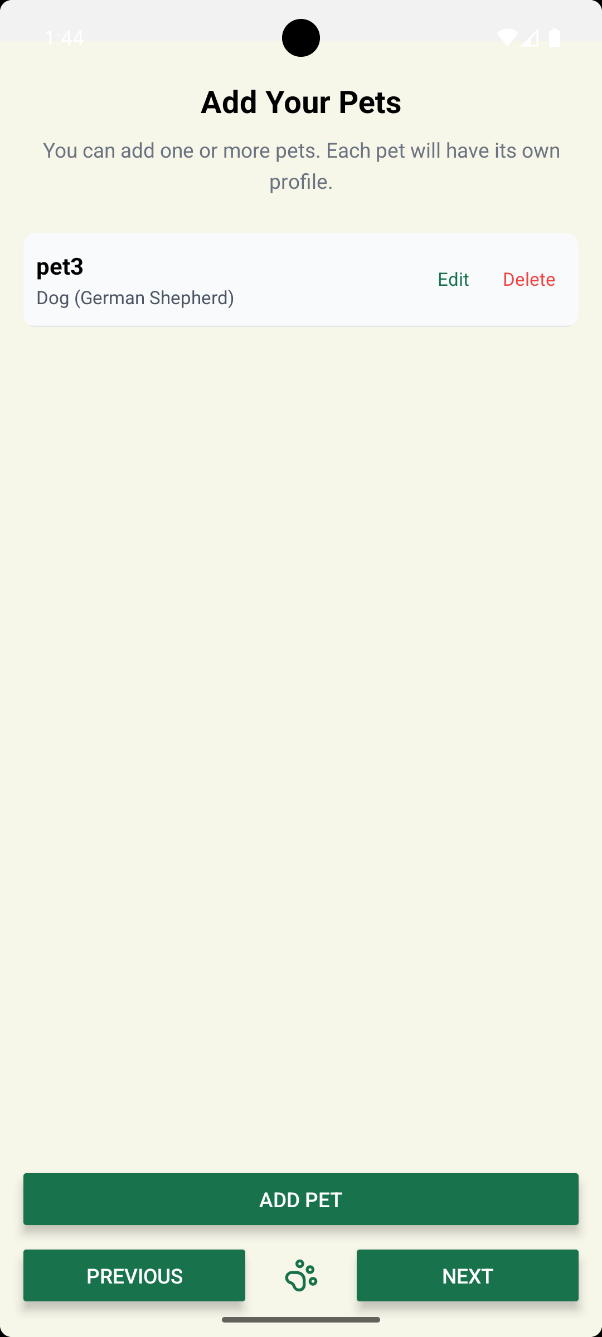 1:44
Add Your Pets
You can add one or more pets. Each pet will have its own
profile.
pet3
Dog (German Shepherd)
Edit
Delete
ADD PET
PREVIOUS
NEXT